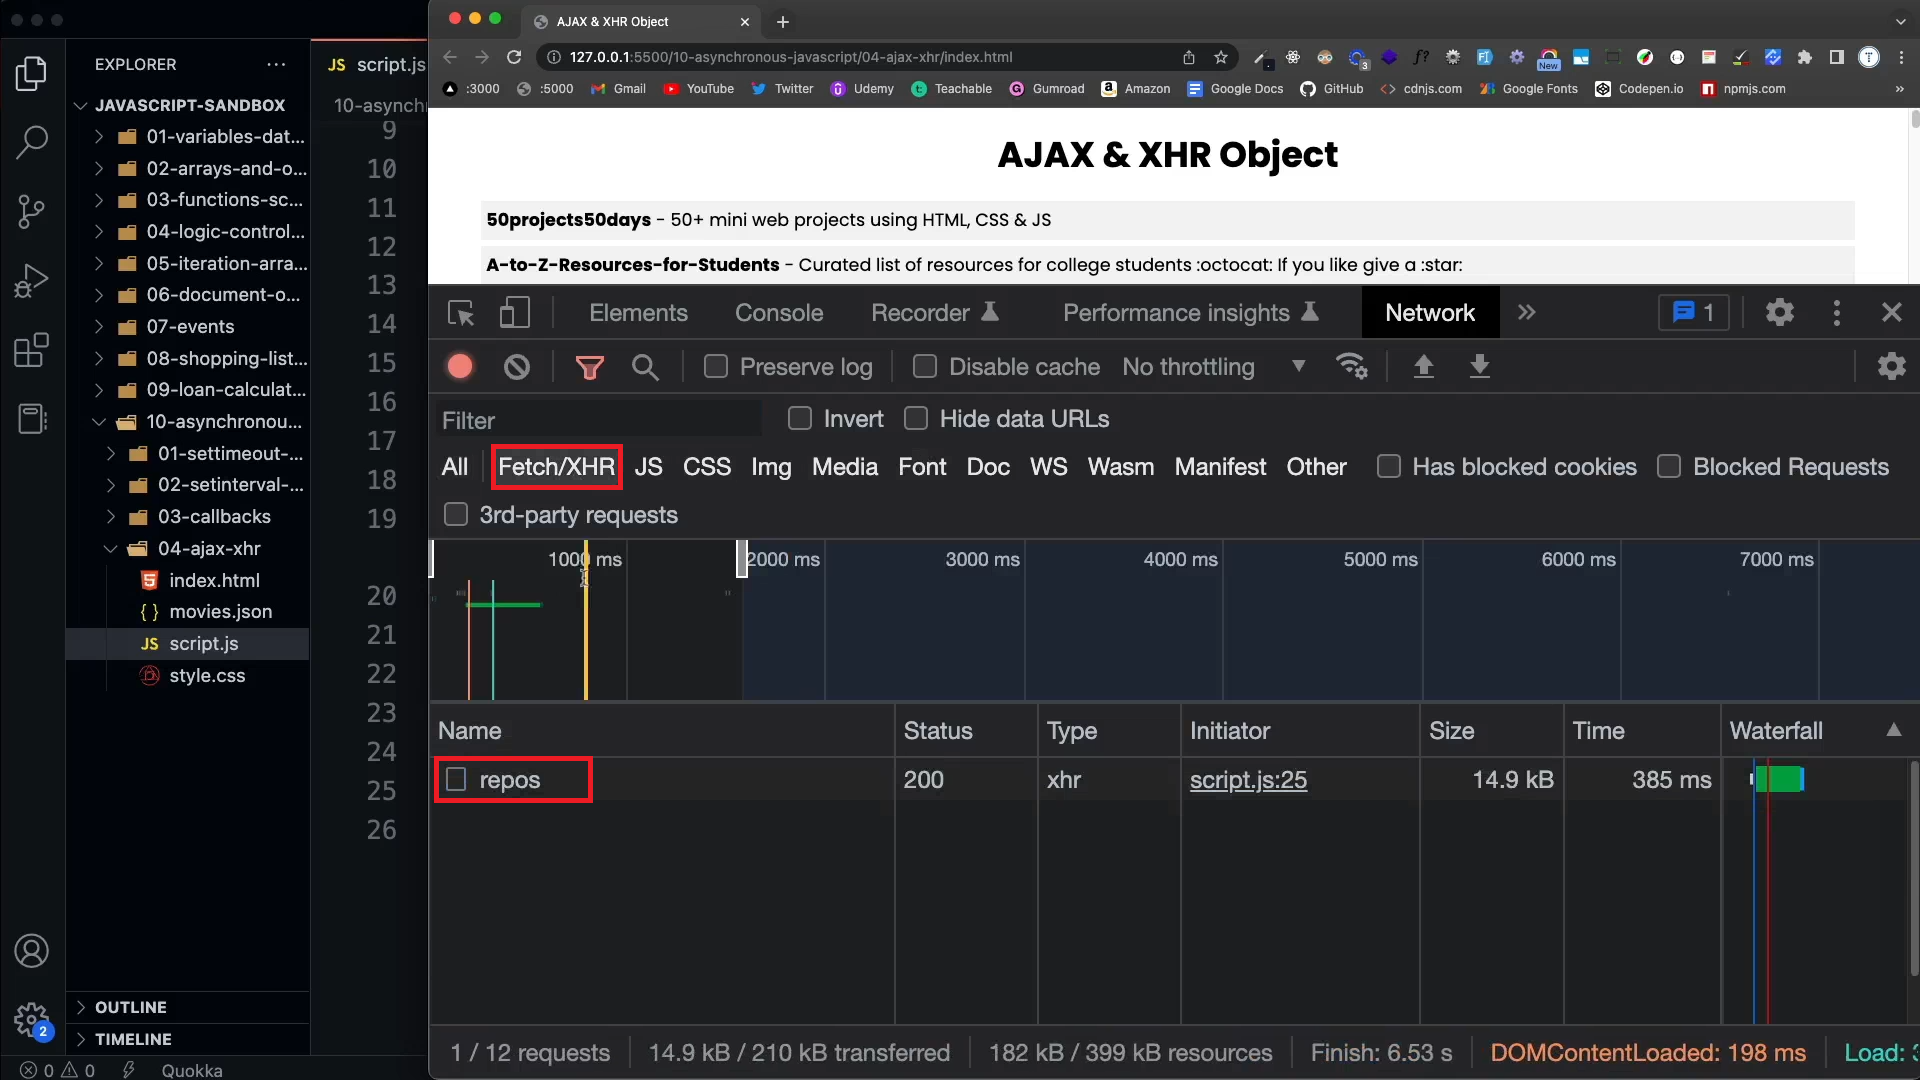 EXPLORER
JAVASCRIPT-SANDBOX
01-variables-dat...
02-arrays-and-o...
03-functions-sc...
04-logic-control...
05-iteration-arra...
06-document-o...
07-events
08-shopping-list...
09-loan-calculat...
10-asynchronou...
01-settimeout-...
02-setinterval-...
03-callbacks
04-ajax-xhr
index.html
{ } movies.json
JS script.js
style.css
OUTLINE
TIMELINE
2
0 0 Quokka
JS script.js
10-asynchr
9
10
11
12
13
14
15
16
17
18
19
20
21
22
23
24
25
26
AJAX & XHR Object
127.0.0.1:5500/10-asynchronous-javascript/04-ajax-xhr/index.html
3 New T
:3000 :5000 Gmail YouTube Twitter Udemy Teachable Gumroad Amazon Google Docs GitHub cdnjs.com Google Fonts Codepen.io npmjs.com
AJAX & XHR Object
50projects50days - 50+ mini web projects using HTML, CSS & JS
A-to-Z-Resources-for-Students - Curated list of resources for college students :octocat: If you like give a :star:
Elements Console Recorder Performance insights Network 1
Preserve log Disable cache No throttling
Filter Invert Hide data URLs
All Fetch/XHR JS CSS Img Media Font Doc WS Wasm Manifest Other Has blocked cookies Blocked Requests
3rd-party requests
1000 ms 2000 ms 3000 ms 4000 ms 5000 ms 6000 ms 7000 ms
Name Status Type Initiator Size Time Waterfall
repos 200 xhr script.js:25 14.9 kB 385 ms
1 / 12 requests 14.9 kB / 210 kB transferred 182 kB / 399 kB resources Finish: 6.53 s DOMContentLoaded: 198 ms Load: